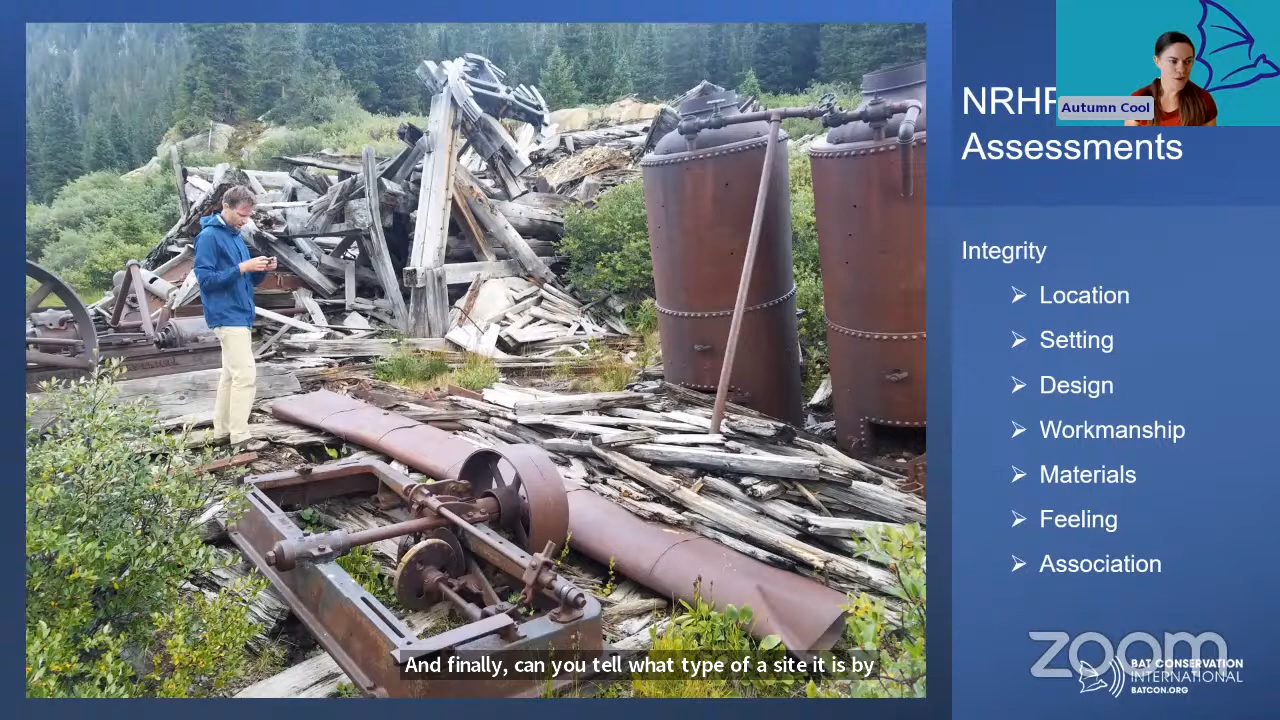 NRHP
Assessments
Autumn Cool
Integrity
➢ Location
➢ Setting
➢ Design
➢ Workmanship
➢ Materials
➢ Feeling
➢ Association
And finally, can you tell what type of a site it is by
zoom
BAT CONSERVATION
INTERNATIONAL
BATCON.ORG